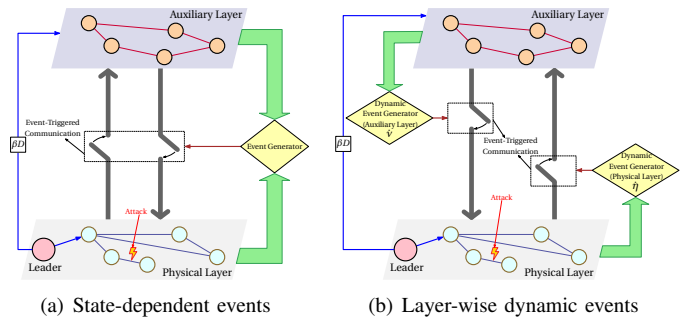 Auxiliary Layer
Event-Triggered
Communication
βD
Event Generator
Attack
Leader
Physical Layer
(a) State-dependent events
Auxiliary Layer
Dynamic
Event Generator
(Auxiliary Layer)
v̇
βD
Event-Triggered
Communication
Dynamic
Event Generator
(Physical Layer)
η̇
Attack
Leader
Physical Layer
(b) Layer-wise dynamic events